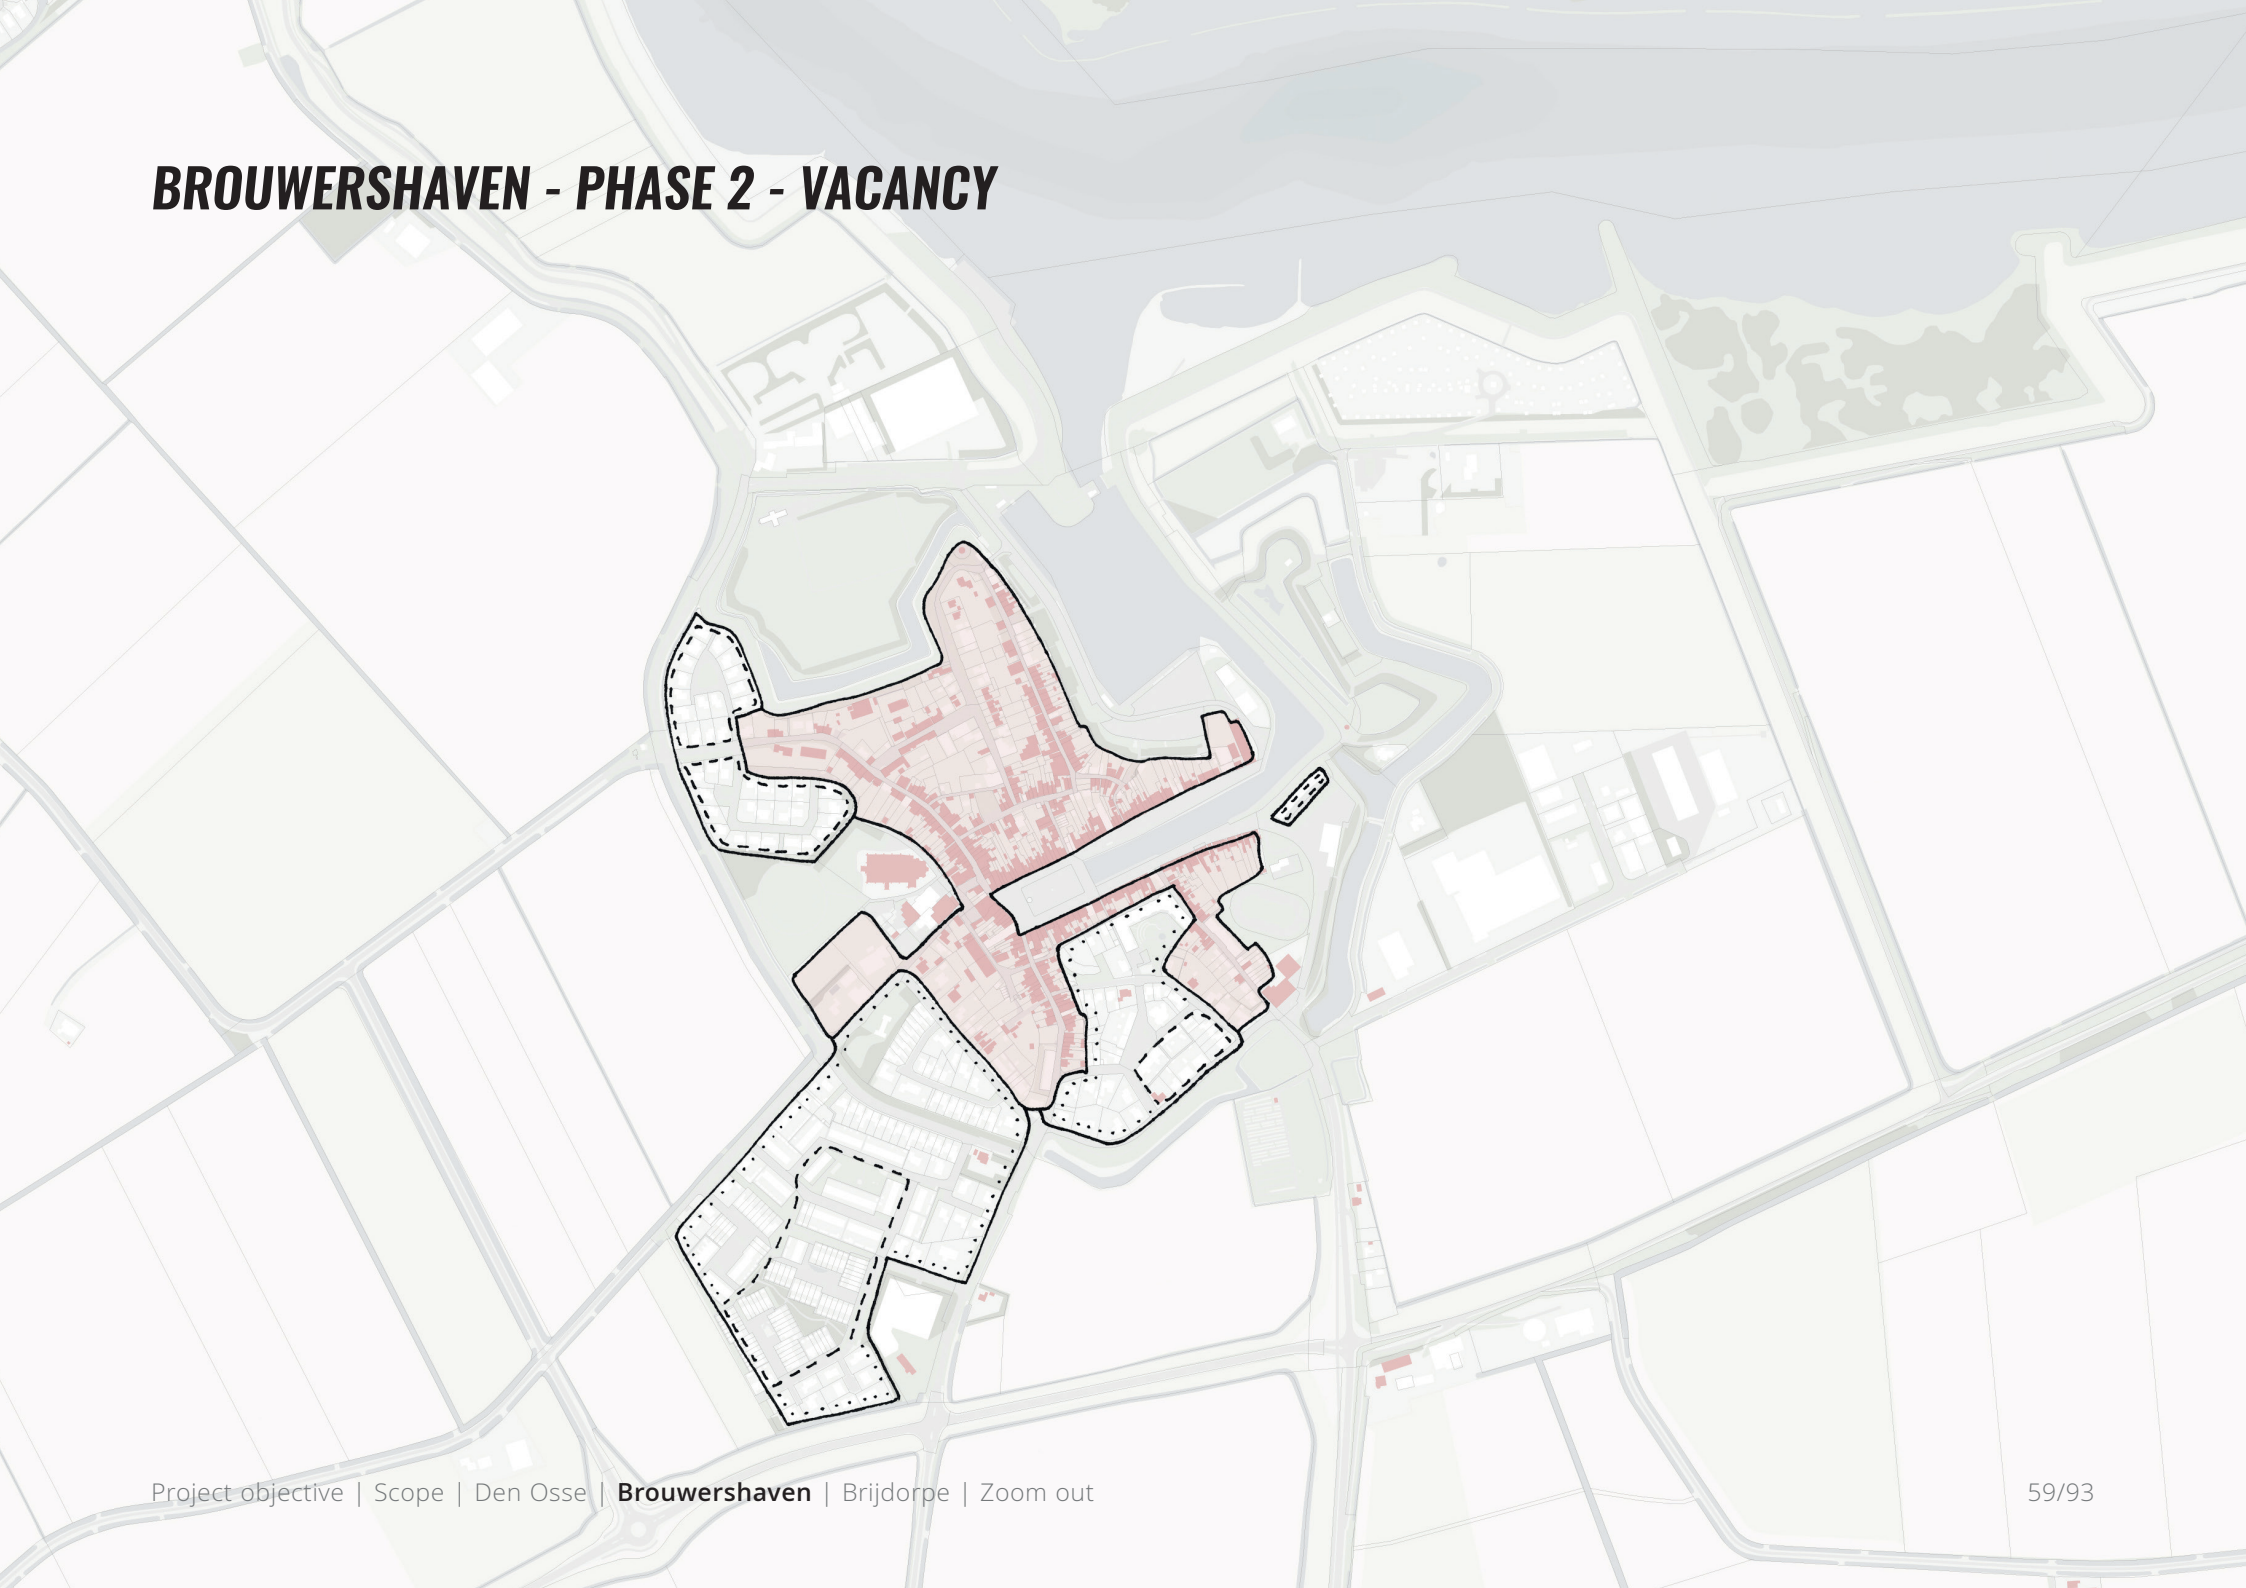 BROUWERSHAVEN - PHASE 2 - VACANCY
Project objective | Scope | Den Osse | Brouwershaven | Brijdorpe | Zoom out
59/93